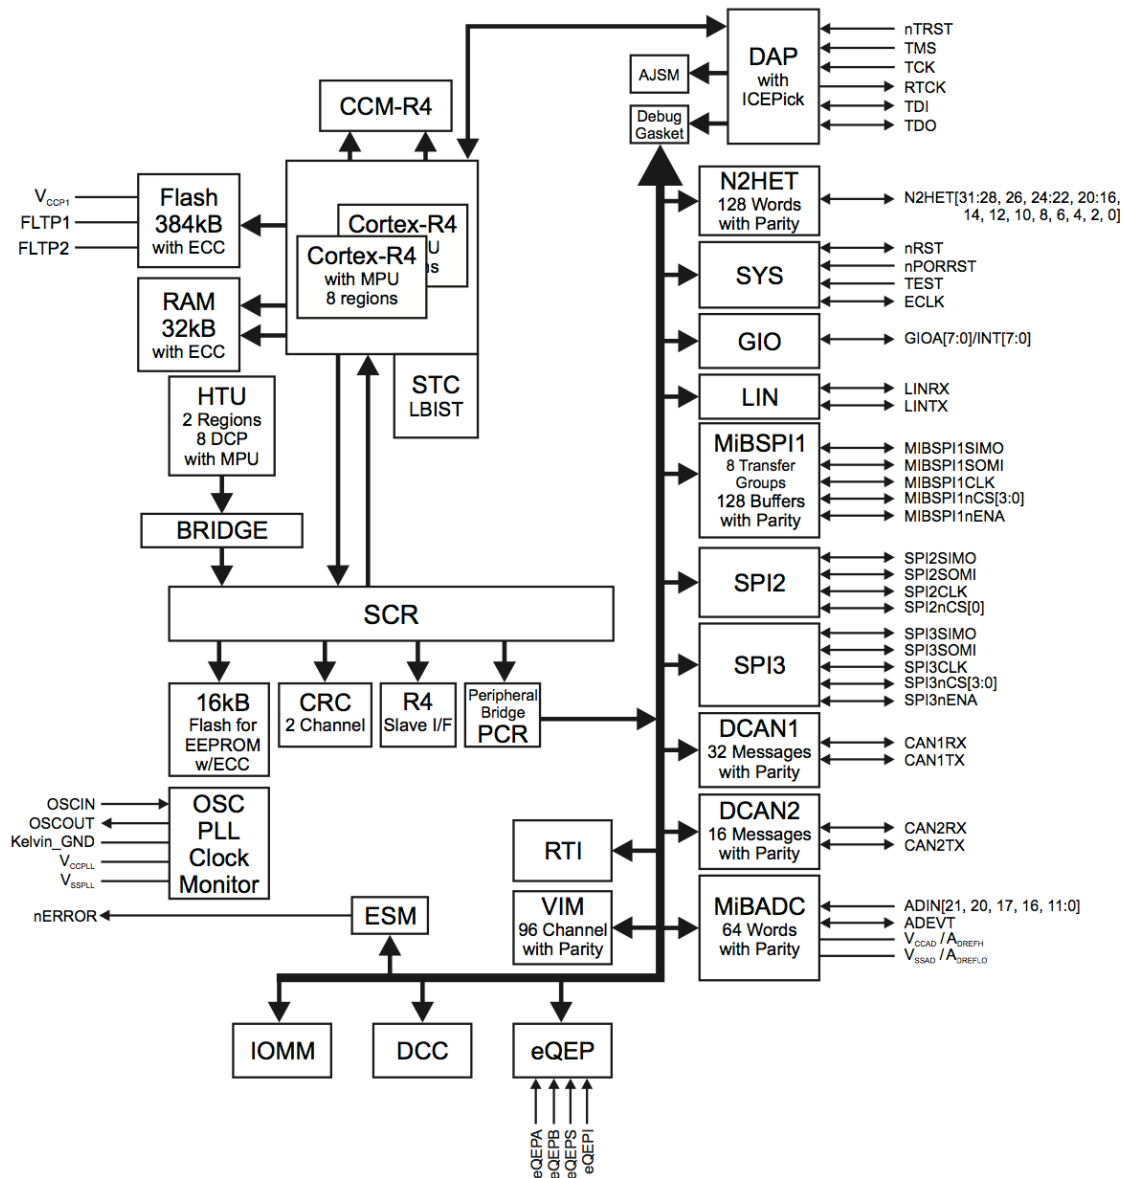 DAP
with
ICEPick
nTRST
TMS
TCK
RTCK
TDI
TDO
AJSM
Debug
Gasket
CCM-R4
Flash
384kB
with ECC
VCCP1
FLTP1
FLTP2
Cortex-R4
U
ns
Cortex-R4
with MPU
8 regions
RAM
32kB
with ECC
STC
LBIST
HTU
2 Regions
8 DCP
with MPU
BRIDGE
SCR
16kB
Flash for
EEPROM
w/ECC
CRC
2 Channel
R4
Slave I/F
Peripheral
Bridge
PCR
OSC
PLL
Clock
Monitor
OSCIN
OSCOUT
Kelvin_GND
VCCPLL
VSSPLL
nERROR
ESM
RTI
VIM
96 Channel
with Parity
IOMM
DCC
eQEP
eQEPA
eQEPB
eQEPS
eQEPI
N2HET
128 Words
with Parity
N2HET[31:28, 26, 24:22, 20:16,
14, 12, 10, 8, 6, 4, 2, 0]
SYS
nRST
nPORRST
TEST
ECLK
GIO
GIOA[7:0]/INT[7:0]
LIN
LINRX
LINTX
MiBSPI1
8 Transfer
Groups
128 Buffers
with Parity
MIBSPI1SIMO
MIBSPI1SOMI
MIBSPI1CLK
MIBSPI1nCS[3:0]
MIBSPI1nENA
SPI2
SPI2SIMO
SPI2SOMI
SPI2CLK
SPI2nCS[0]
SPI3
SPI3SIMO
SPI3SOMI
SPI3CLK
SPI3nCS[3:0]
SPI3nENA
DCAN1
32 Messages
with Parity
CAN1RX
CAN1TX
DCAN2
16 Messages
with Parity
CAN2RX
CAN2TX
MiBADC
64 Words
with Parity
ADIN[21, 20, 17, 16, 11:0]
ADEVT
VCCAD /ADREFH
VSSAD /ADREFLO